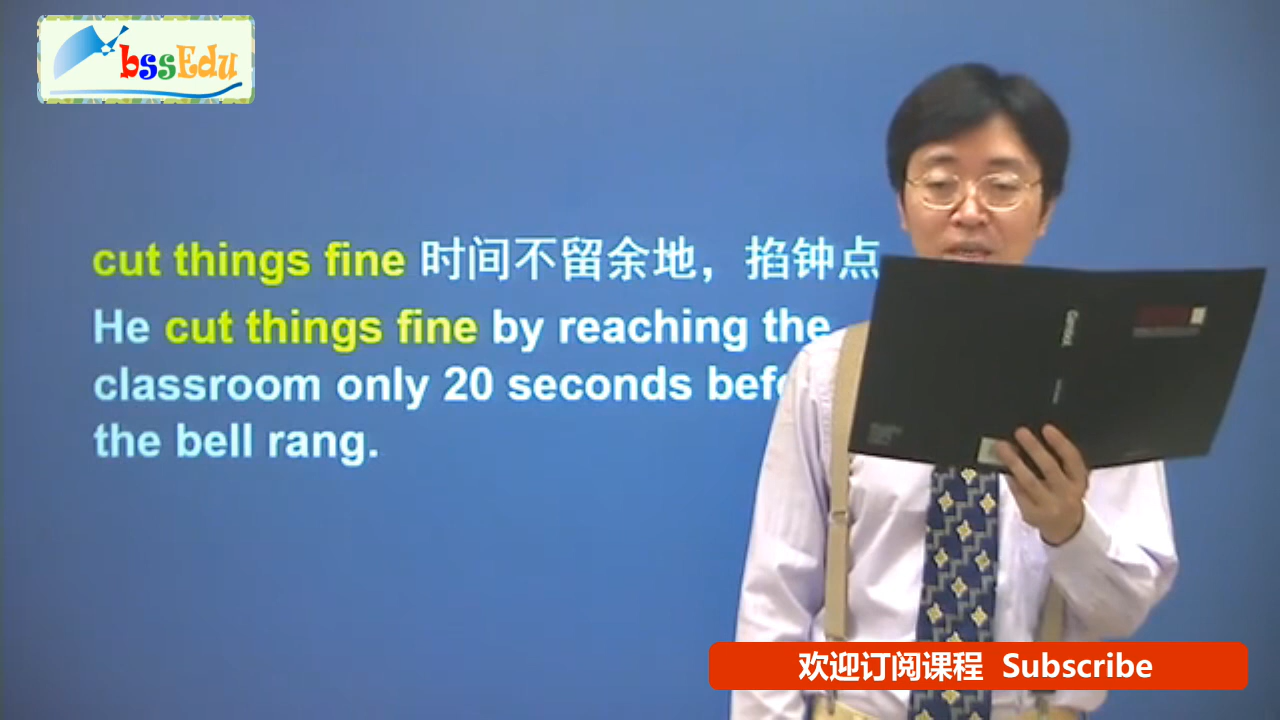 bssEdu
cut things fine 时间不留余地，掐钟点
He cut things fine by reaching the
classroom only 20 seconds
the bell rang.
欢迎订阅课程 Subscribe